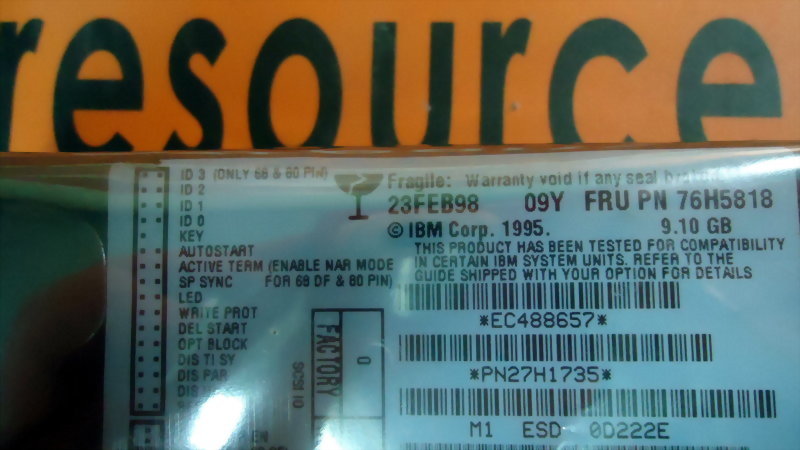 resource
ID 3 (ONLY 68 & 80 PIN)
ID 2
ID 1
ID 0
KEY
AUTOSTART
ACTIVE TERM (ENABLE NAR MODE
SP SYNC FOR 68 DF & 80 PIN)
LED
WRITE PROT
DEL START
OPT BLOCK
DIS TI SY
DIS PAR
DIS
FACTORY
0
SCSI ID
Fragile: Warranty void if any seal
23FEB98 09Y FRU PN 76H5818
© IBM Corp. 1995. 9.10 GB
THIS PRODUCT HAS BEEN TESTED FOR COMPATIBILITY
IN CERTAIN IBM SYSTEM UNITS. REFER TO THE
GUIDE SHIPPED WITH YOUR OPTION FOR DETAILS
*EC488657*
*PN27H1735*
M1 ESD 0D222E